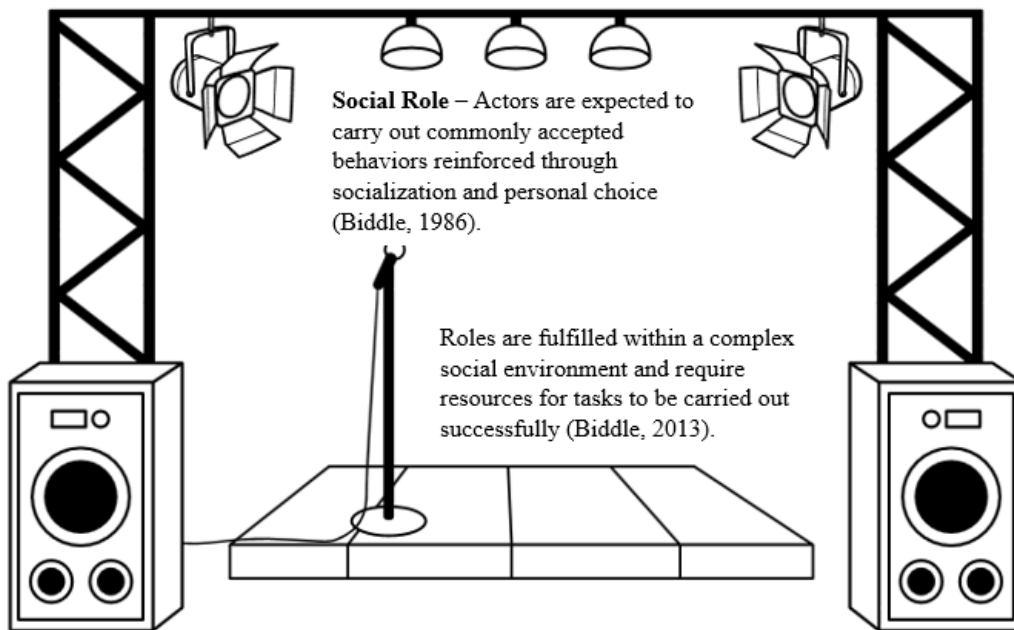 Social Role – Actors are expected to
carry out commonly accepted
behaviors reinforced through
socialization and personal choice
(Biddle, 1986).
Roles are fulfilled within a complex
social environment and require
resources for tasks to be carried out
successfully (Biddle, 2013).